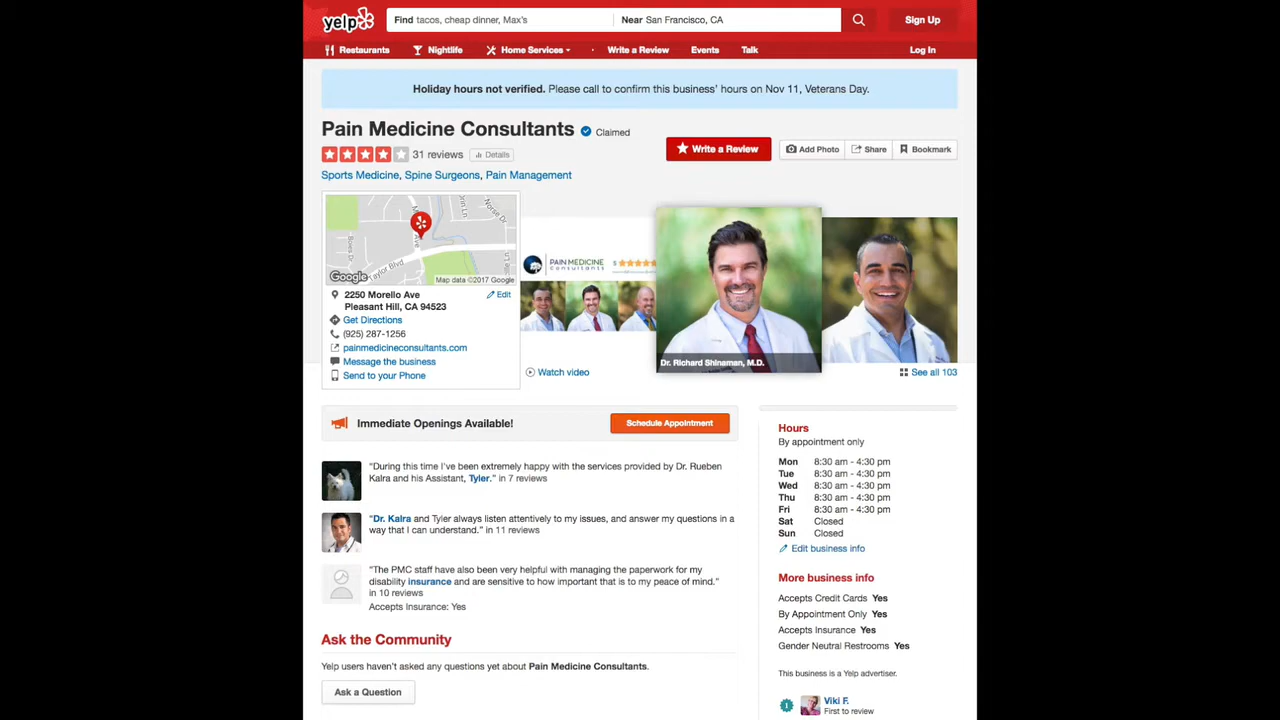 yelp
Find tacos, cheap dinner, Max's
Near San Francisco, CA
Sign Up
Restaurants
Nightlife
Home Services
Write a Review
Events
Talk
Log In
Holiday hours not verified. Please call to confirm this business' hours on Nov 11, Veterans Day.
Pain Medicine Consultants
Claimed
31 reviews
Details
Write a Review
Add Photo
Share
Bookmark
Sports Medicine, Spine Surgeons, Pain Management
Norse Dr
Taylor Blvd
Google
Map data ©2017 Google
2250 Morello Ave
Pleasant Hill, CA 94523
Edit
Get Directions
(925) 287-1256
painmedicineconsultants.com
Message the business
Send to your Phone
PAIN MEDICINE
Consultants
5
Dr. Richard Shinaman, M.D.
Watch video
See all 103
Immediate Openings Available!
Schedule Appointment
"During this time I've been extremely happy with the services provided by Dr. Rueben
Kalra and his Assistant, Tyler." in 7 reviews
"Dr. Kalra and Tyler always listen attentively to my issues, and answer my questions in a
way that I can understand." in 11 reviews
"The PMC staff have also been very helpful with managing the paperwork for my
disability insurance and are sensitive to how important that is to my peace of mind."
in 10 reviews
Accepts Insurance: Yes
Ask the Community
Yelp users haven't asked any questions yet about Pain Medicine Consultants.
Ask a Question
Hours
By appointment only
Mon 8:30 am - 4:30 pm
Tue 8:30 am - 4:30 pm
Wed 8:30 am - 4:30 pm
Thu 8:30 am - 4:30 pm
Fri 8:30 am - 4:30 pm
Sat Closed
Sun Closed
Edit business info
More business info
Accepts Credit Cards Yes
By Appointment Only Yes
Accepts Insurance Yes
Gender Neutral Restrooms Yes
This business is a Yelp advertiser.
Viki F.
First to review